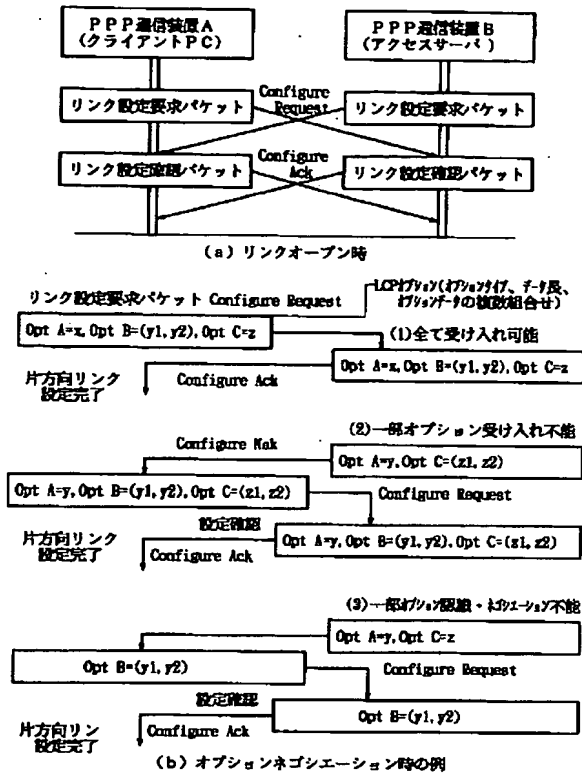 PPP通信装置A
(クライアントPC)
PPP通信装置B
(アクセスサーバ)
リンク設定要求パケット
Configure
Request
リンク設定要求パケット
リンク設定確認パケット
Configure
Ack
リンク設定確認パケット
(a) リンクオープン時
リンク設定要求パケット Configure Request
LCPオプション(オプションタイプ、データ長、
オプションデータの複数組合せ)
Opt A=x,Opt B=(y1,y2),Opt C=z
(1)全て受け入れ可能
Opt A=x,Opt B=(y1,y2),Opt C=z
片方向リンク
設定完了
Configure Ack
(2)一部オプション受け入れ不能
Configure Nak
Opt A=y,Opt C=(z1,z2)
Opt A=y,Opt B=(y1,y2),Opt C=(z1,z2)
Configure Request
設定確認
Opt A=y,Opt B=(y1,y2),Opt C=(z1,z2)
片方向リンク
設定完了
Configure Ack
(3)一部オプション認識・ネゴシエーション不能
Opt A=y,Opt C=z
Opt B=(y1,y2)
Configure Request
設定確認
Opt B=(y1,y2)
片方向リン
設定完了
Configure Ack
(b) オプションネゴシエーション時の例